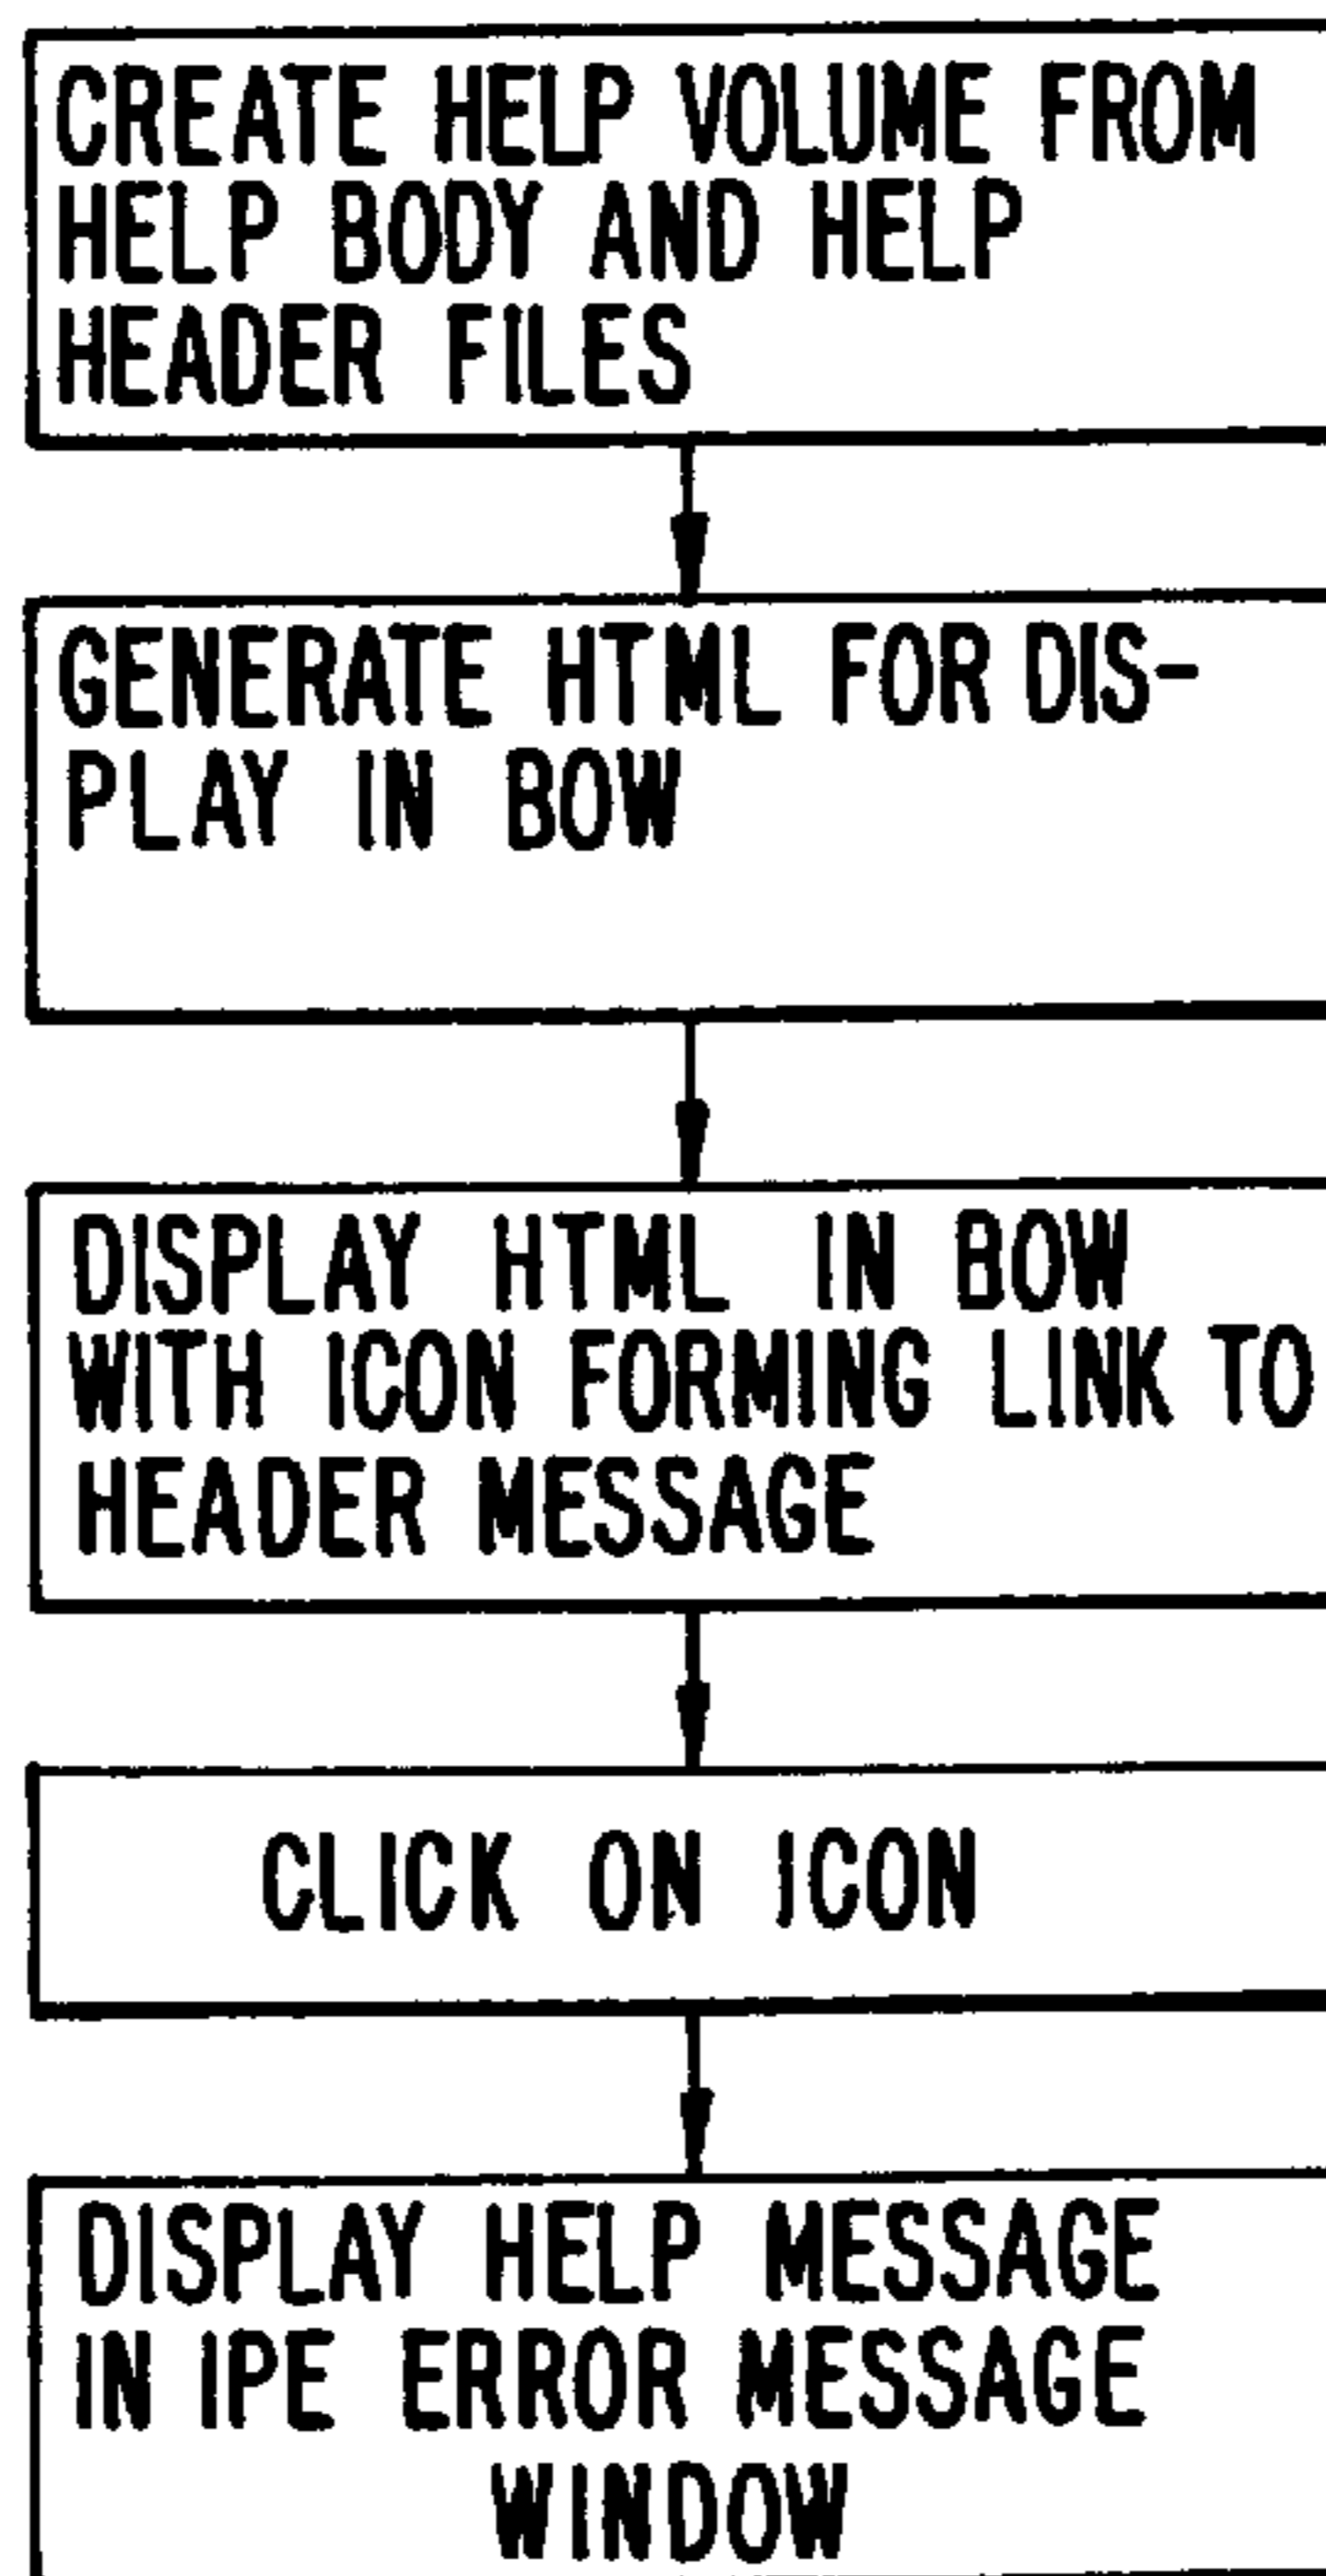 CREATE HELP VOLUME FROM
HELP BODY AND HELP
HEADER FILES
GENERATE HTML FOR DIS-
PLAY IN BOW
DISPLAY HTML IN BOW
WITH ICON FORMING LINK TO
HEADER MESSAGE
CLICK ON ICON
DISPLAY HELP MESSAGE
IN IPE ERROR MESSAGE
WINDOW